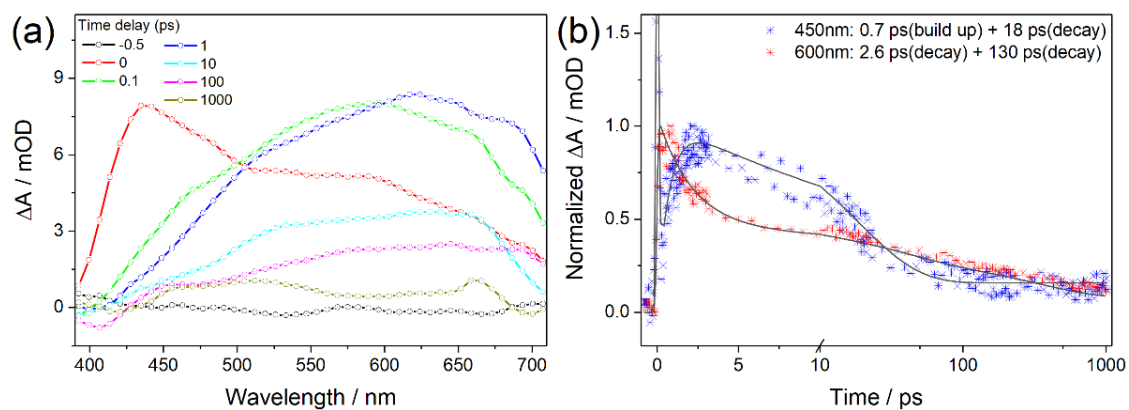 (a)
Time delay (ps)
-0.5 1
0 10
0.1 100
1000
9
6
3
0
ΔA / mOD
400 450 500 550 600 650 700
Wavelength / nm
(b)
450nm: 0.7 ps(build up) + 18 ps(decay)
600nm: 2.6 ps(decay) + 130 ps(decay)
1.5
1.0
0.5
0.0
Normalized ΔA / mOD
0 5 10 100 1000
Time / ps